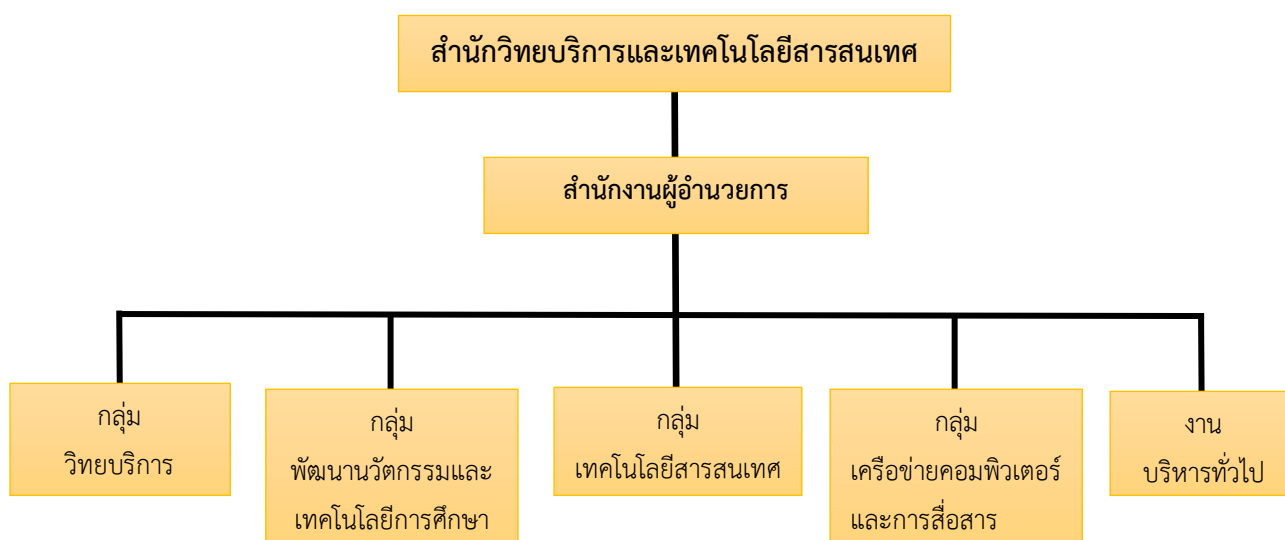 สำนักวิทยบริการและเทคโนโลยีสารสนเทศ
สำนักงานผู้อำนวยการ
กลุ่ม
วิทยบริการ
กลุ่ม
พัฒนานวัตกรรมและ
เทคโนโลยีการศึกษา
กลุ่ม
เทคโนโลยีสารสนเทศ
กลุ่ม
เครือข่ายคอมพิวเตอร์
และการสื่อสาร
งาน
บริหารทั่วไป